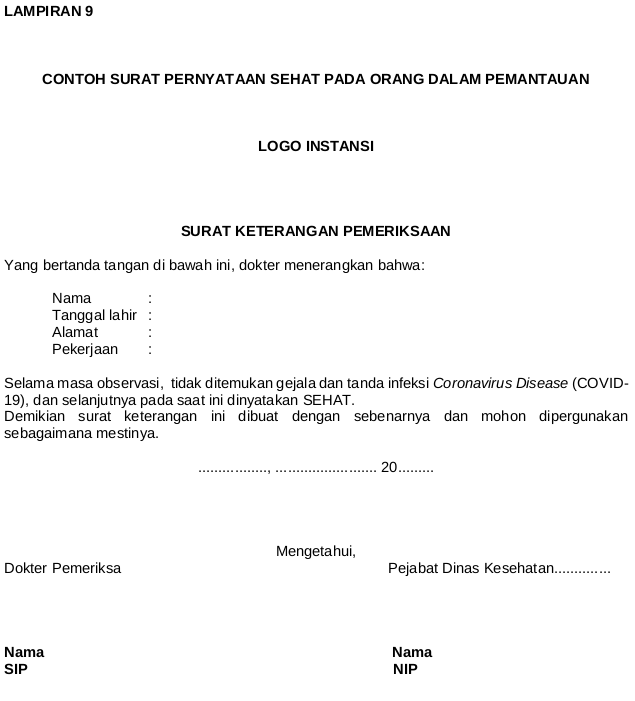 LAMPIRAN 9
CONTOH SURAT PERNYATAAN SEHAT PADA ORANG DALAM PEMANTAUAN
LOGO INSTANSI
SURAT KETERANGAN PEMERIKSAAN
Yang bertanda tangan di bawah ini, dokter menerangkan bahwa:
Nama :
Tanggal lahir :
Alamat :
Pekerjaan :
Selama masa observasi, tidak ditemukan gejala dan tanda infeksi Coronavirus Disease (COVID-
19), dan selanjutnya pada saat ini dinyatakan SEHAT.
Demikian surat keterangan ini dibuat dengan sebenarnya dan mohon dipergunakan
sebagaimana mestinya.
................., ......................... 20.........
Mengetahui,
Dokter Pemeriksa Pejabat Dinas Kesehatan..............
Nama Nama
SIP NIP